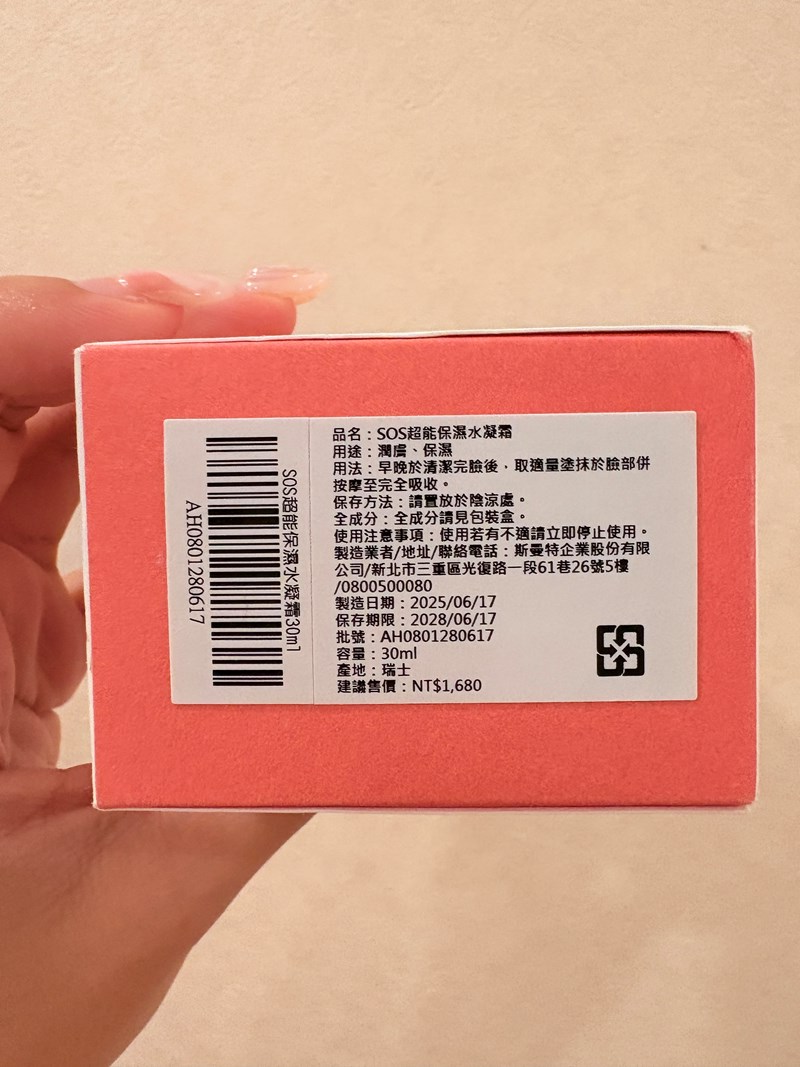 品名：SOS超能保濕水凝霜
用途：潤膚、保濕
用法：早晚於清潔完臉後，取適量塗抹於臉部併
按摩至完全吸收。
保存方法：請置放於陰涼處。
全成分：全成分請見包裝盒。
使用注意事項：使用若有不適請立即停止使用。
製造業者/地址/聯絡電話：斯曼特企業股份有限
公司/新北市三重區光復路一段61巷26號5樓
/0800500080
製造日期：2025/06/17
保存期限：2028/06/17
批號：AH0801280617
容量：30ml
產地：瑞士
建議售價：NT$1,680
SOS超能保濕水凝霜30ml
AH0801280617